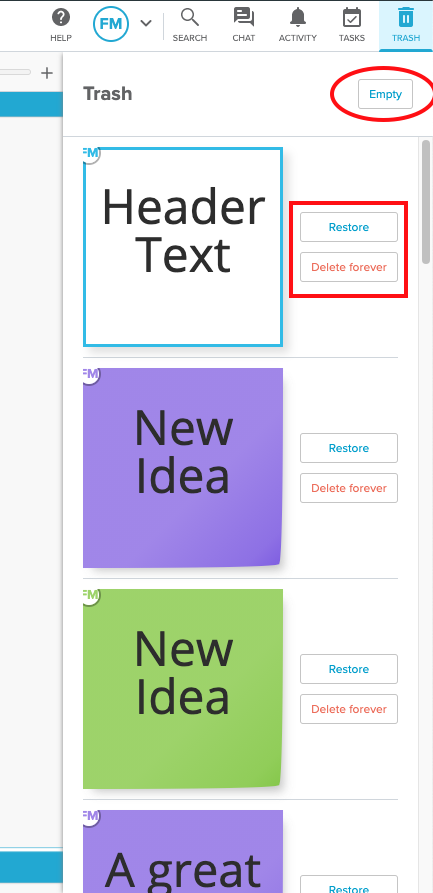 HELP
FM
SEARCH
CHAT
ACTIVITY
TASKS
TRASH
Trash
Empty
FM
Header
Text
Restore
Delete forever
FM
New
Idea
Restore
Delete forever
FM
New
Idea
Restore
Delete forever
FM
A great
Restore